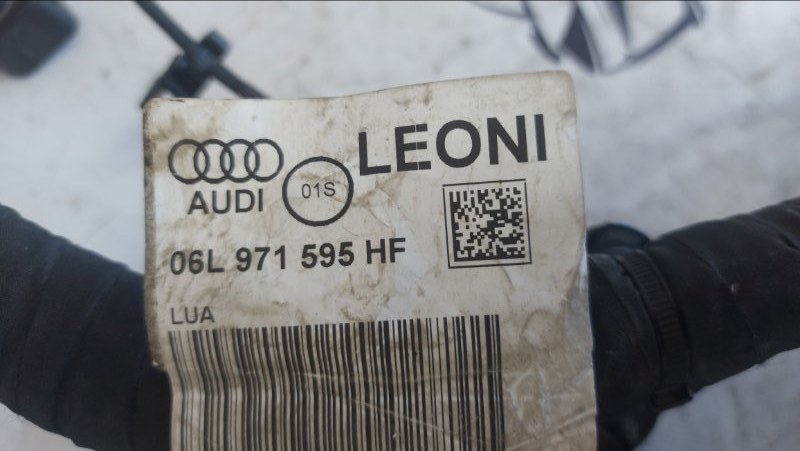 LEONI
AUDI
01S
06L 971 595 HF
LUA